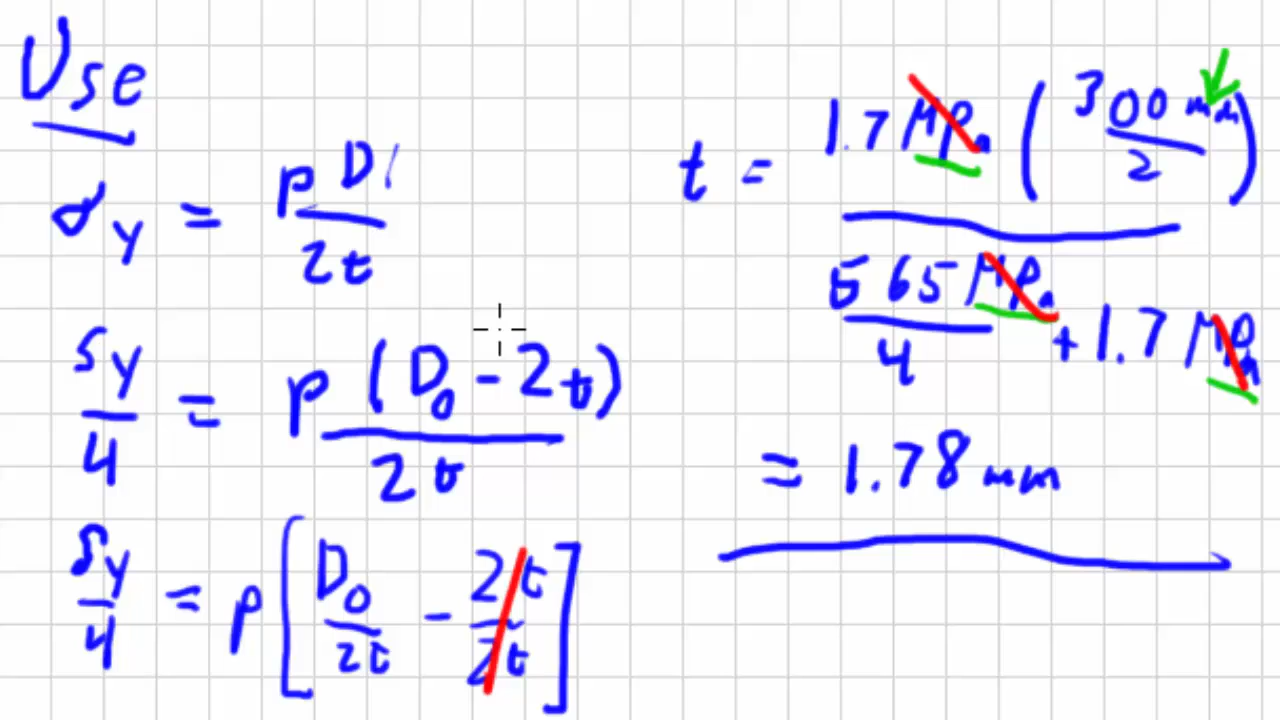 Use
σy = p Di / 2t
Sy / 4 = p (Do - 2t) / 2t
Sy / 4 = p [ Do / 2t - 2t / 2t ]
t = 1.7 MPa ( 300 mm / 2 ) / 565 MPa / 4 + 1.7 MPa
= 1.78 mm